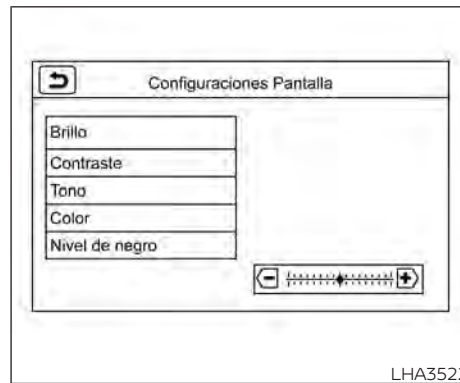 Configuraciones Pantalla
Brillo
Contraste
Tono
Color
Nivel de negro